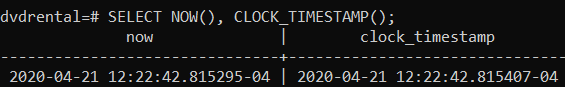 dvdrental=# SELECT NOW(), CLOCK_TIMESTAMP();
now | clock_timestamp
-------------------------------+-------------------------------
2020-04-21 12:22:42.815295-04 | 2020-04-21 12:22:42.815407-04